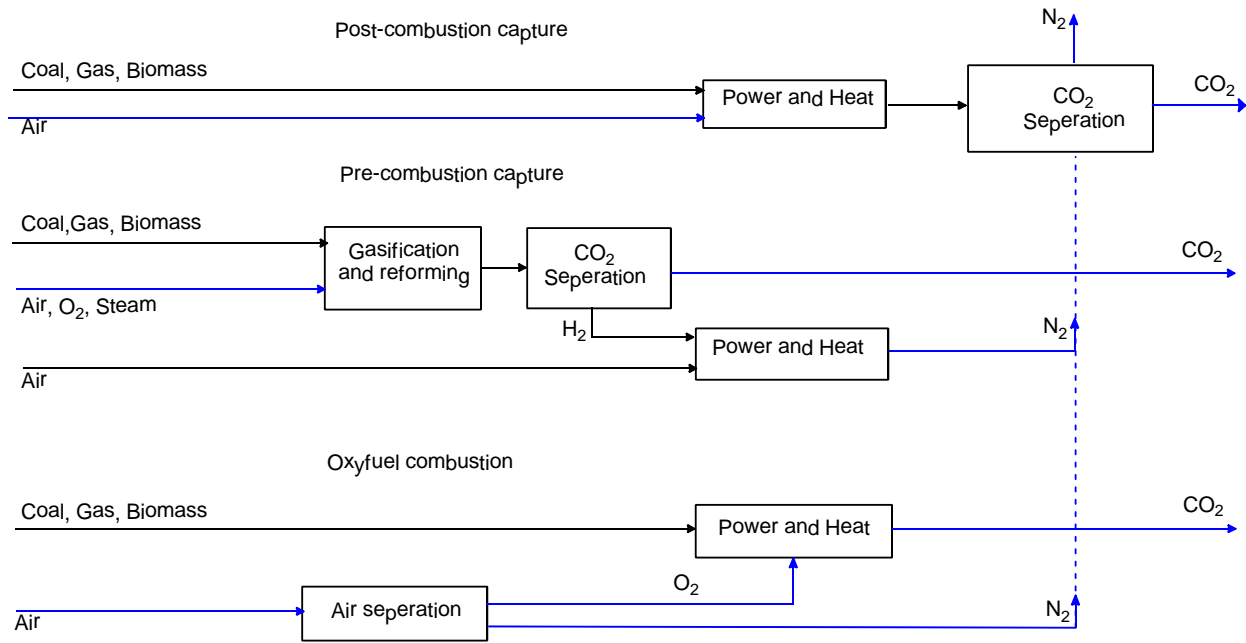 Post-combustion capture
N2
Coal, Gas, Biomass
Power and Heat
CO2
Seperation
CO2
Air
Pre-combustion capture
Coal,Gas, Biomass
Gasification
and reforming
CO2
Seperation
CO2
Air, O2, Steam
H2
Power and Heat
N2
Air
Oxyfuel combustion
Coal, Gas, Biomass
Power and Heat
CO2
O2
Air seperation
N2
Air